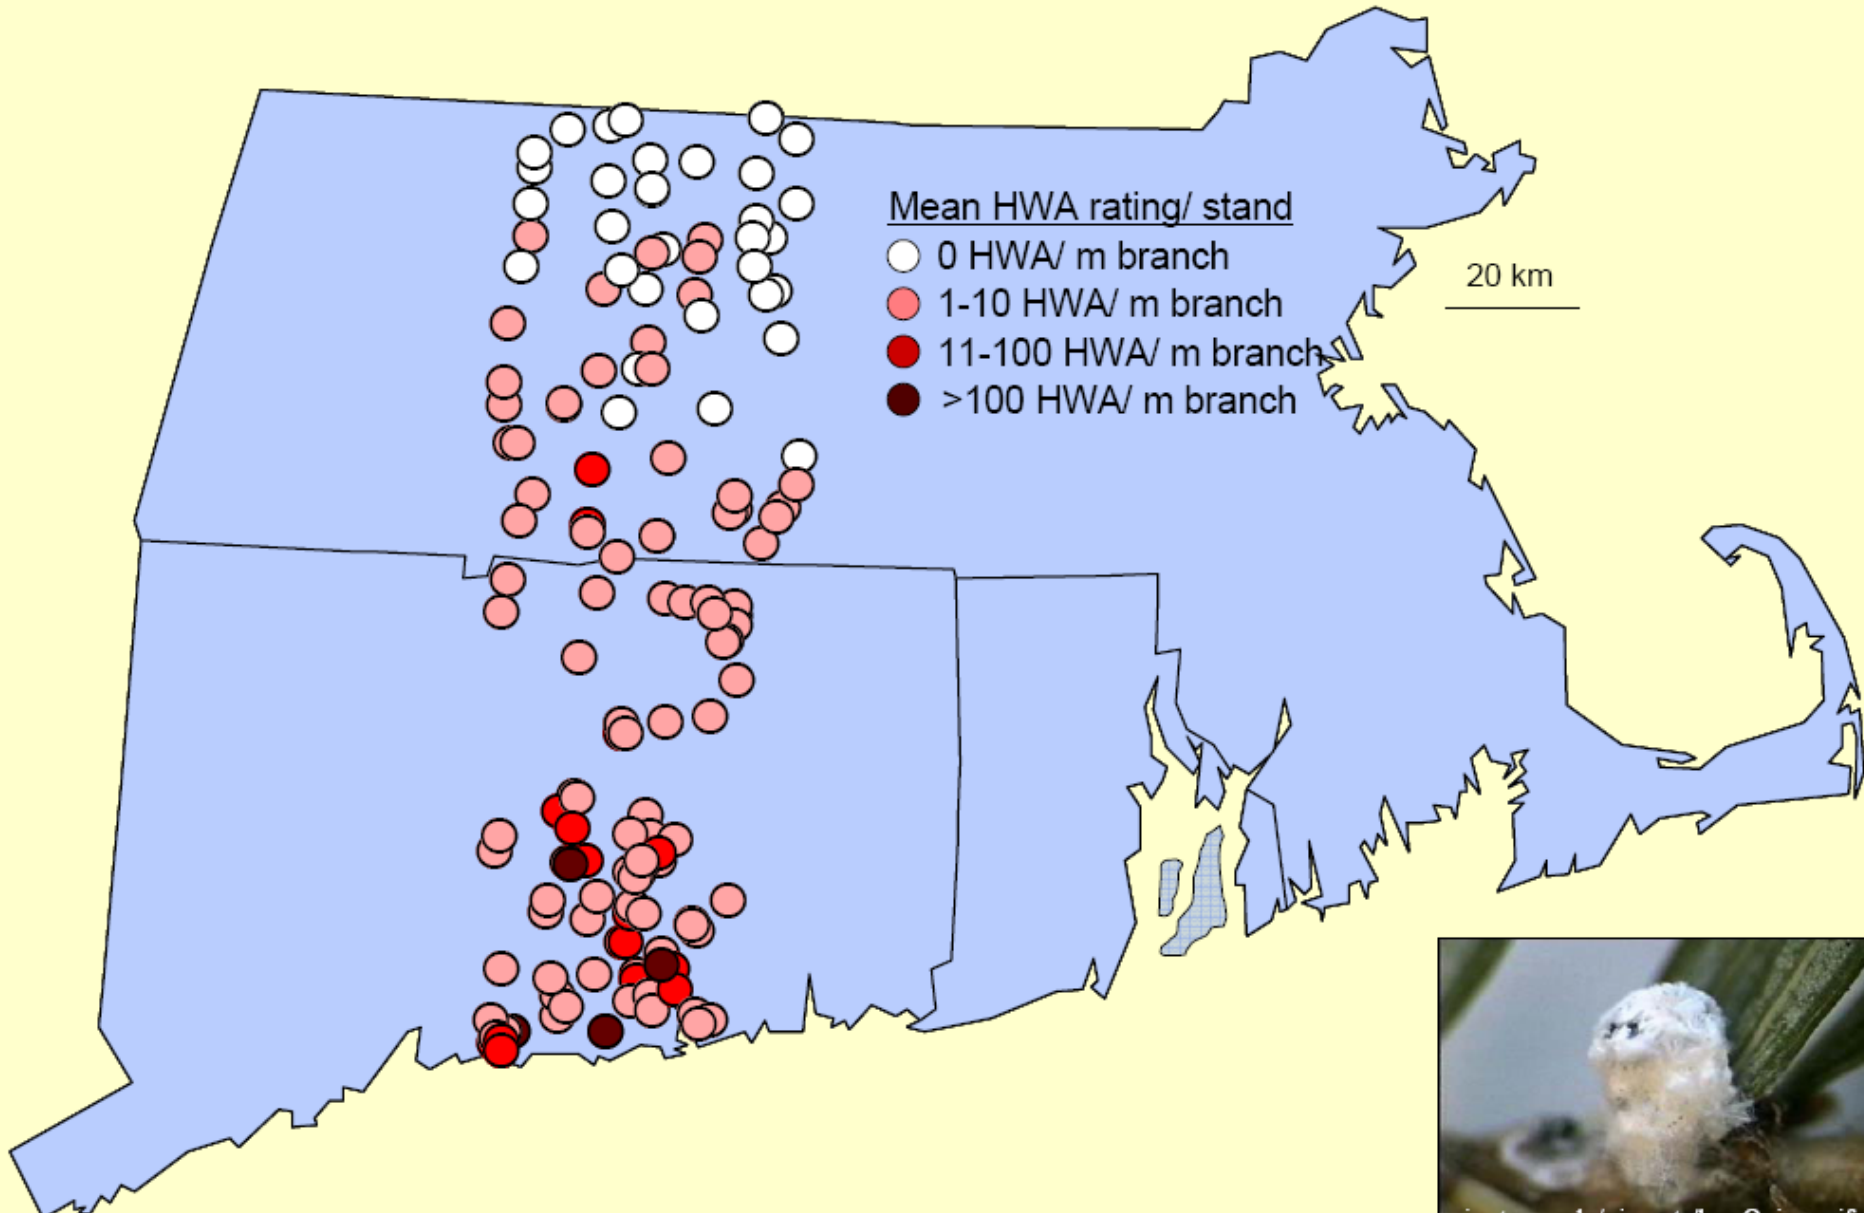 Mean HWA rating/ stand
0 HWA/ m branch
20 km
1-10 HWA/ m branch
11-100 HWA/ m branch
>100 HWA/ m branch